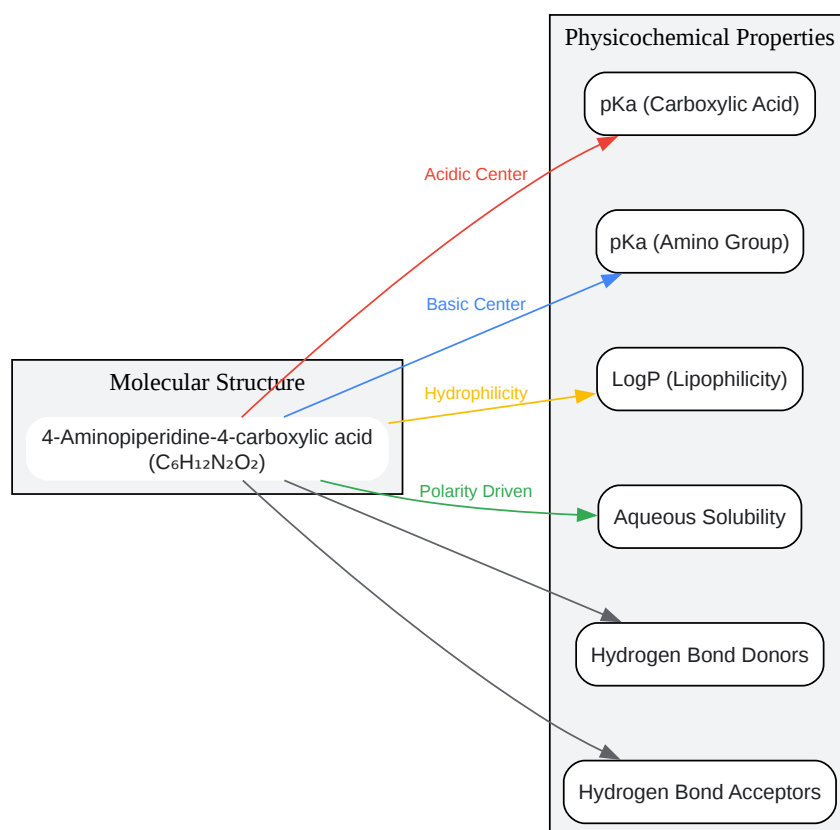 Physicochemical Properties
pKa (Carboxylic Acid)
Acidic Center
pKa (Amino Group)
Basic Center
Molecular Structure
LogP (Lipophilicity)
Hydrophilicity
4-Aminopiperidine-4-carboxylic acid
(C₆H₁₂N₂O₂)
Polarity Driven
Aqueous Solubility
Hydrogen Bond Donors
Hydrogen Bond Acceptors